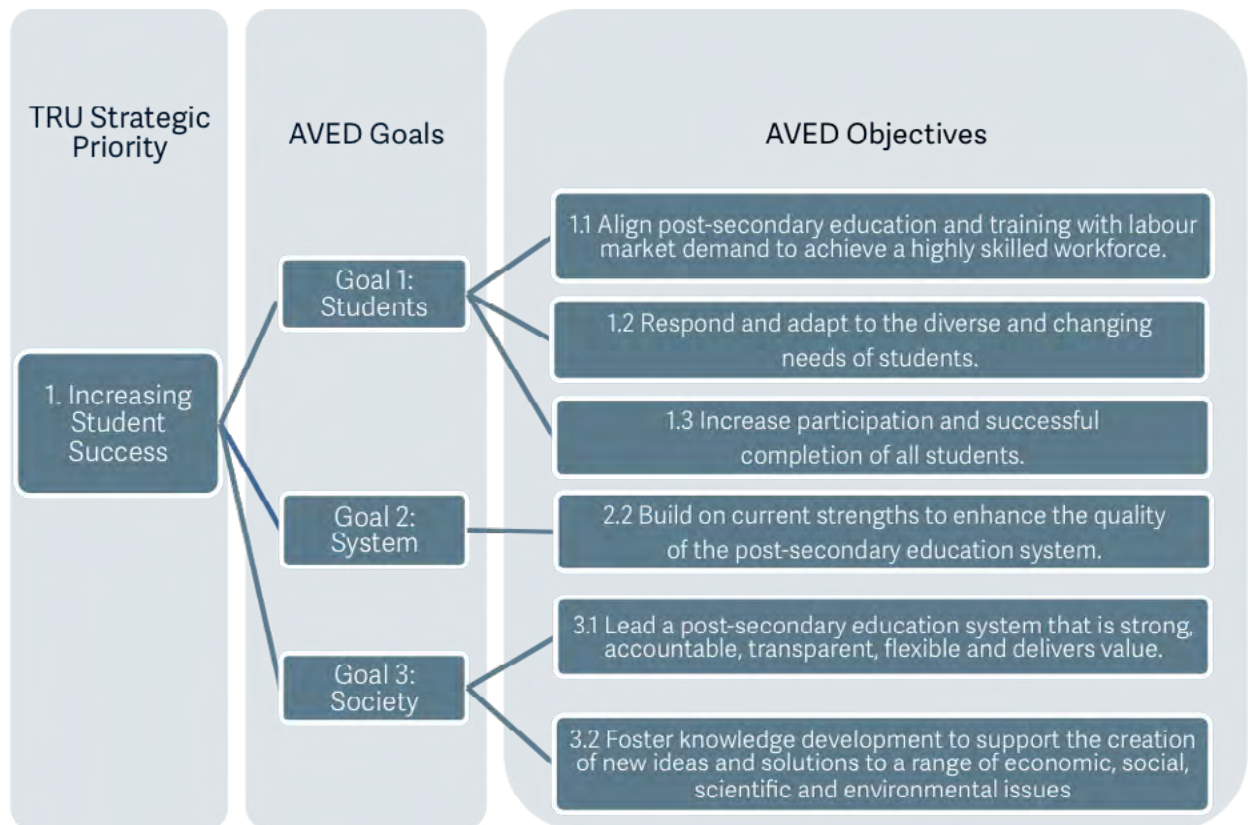 TRU Strategic
Priority
AVED Goals
AVED Objectives
1. Increasing
Student
Success
Goal 1:
Students
1.1 Align post-secondary education and training with labour
market demand to achieve a highly skilled workforce.
1.2 Respond and adapt to the diverse and changing
needs of students.
1.3 Increase participation and successful
completion of all students.
Goal 2:
System
2.2 Build on current strengths to enhance the quality
of the post-secondary education system.
Goal 3:
Society
3.1 Lead a post-secondary education system that is strong,
accountable, transparent, flexible and delivers value.
3.2 Foster knowledge development to support the creation
of new ideas and solutions to a range of economic, social,
scientific and environmental issues